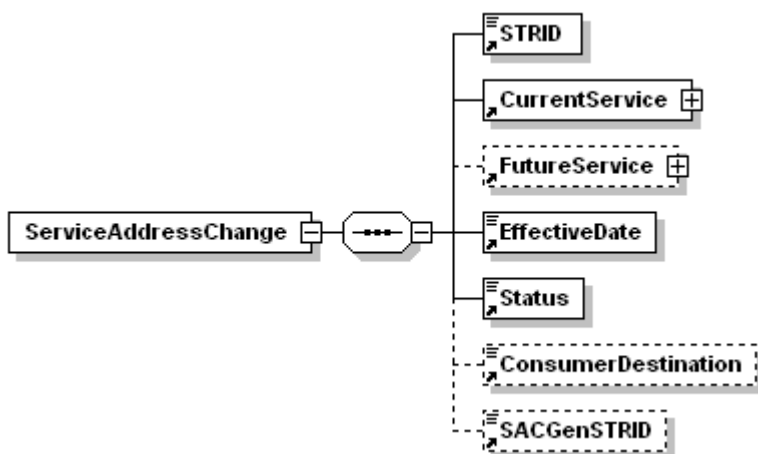 STRID
CurrentService
FutureService
ServiceAddressChange
EffectiveDate
Status
ConsumerDestination
SACGenSTRID